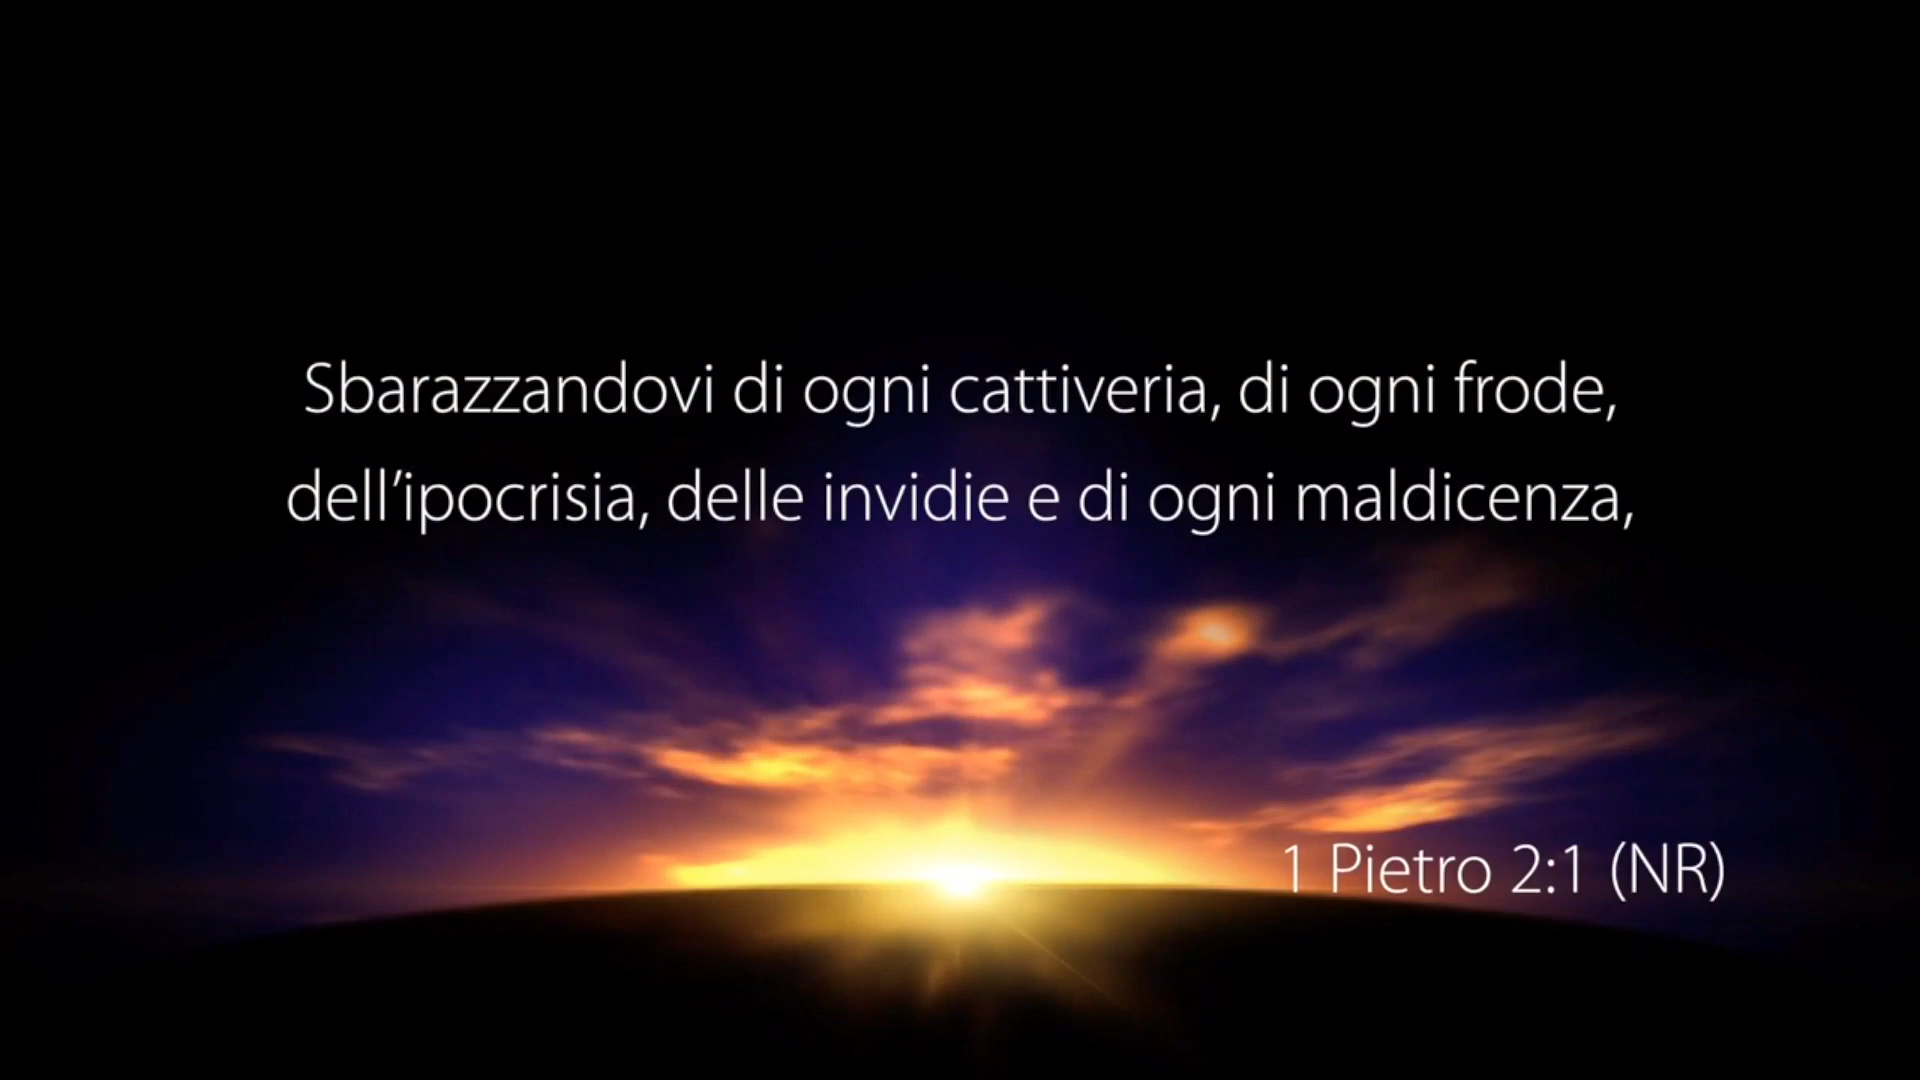 Sbarazzandovi di ogni cattiveria, di ogni frode,
dell’ipocrisia, delle invidie e di ogni maldicenza,
1 Pietro 2:1 (NR)